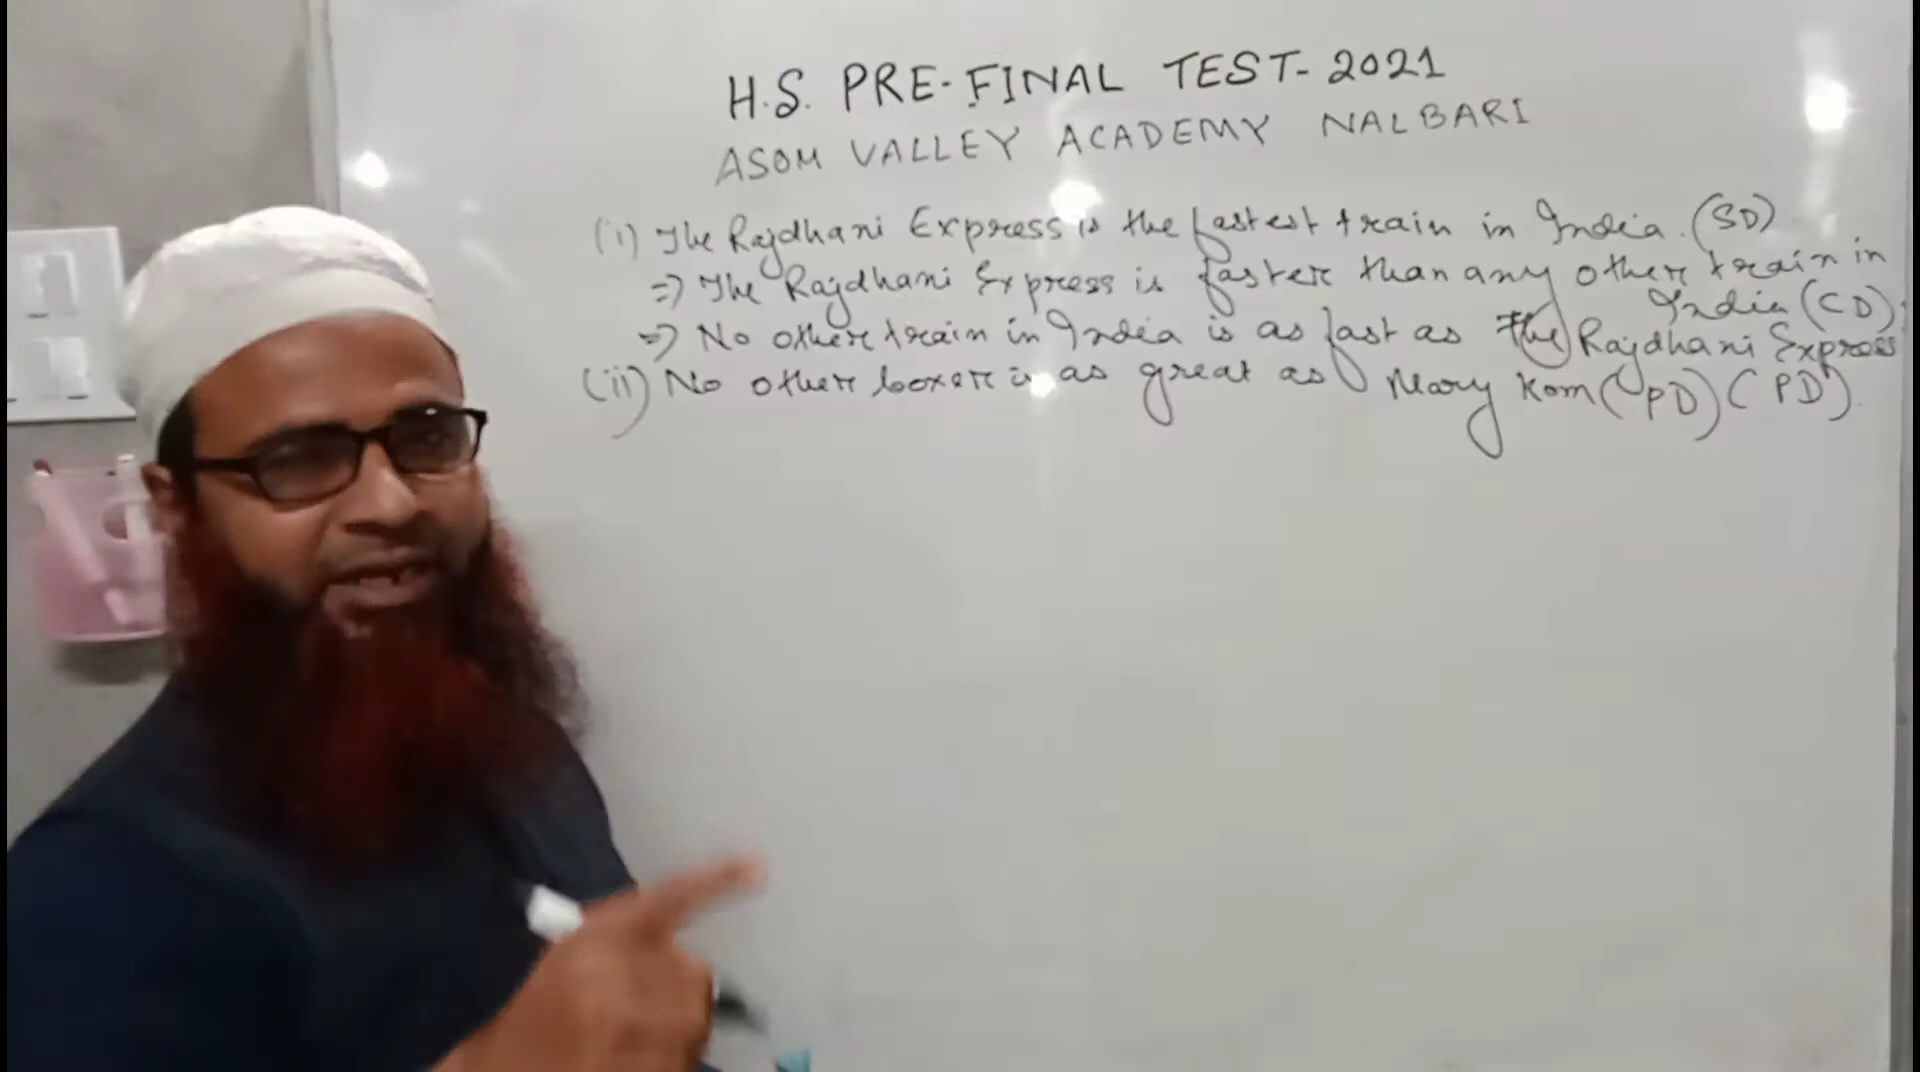 H.S. PRE-FINAL TEST-2021
ASOM VALLEY ACADEMY NALBARI
(i) The Rajdhani Express is the fastest train in India. (SD)
⇒ The Rajdhani Express is faster than any other train in India (CD)
⇒ No other train in India is as fast as the Rajdhani Express (PD)
(ii) No other boxer is as great as Mary Kom (PD)